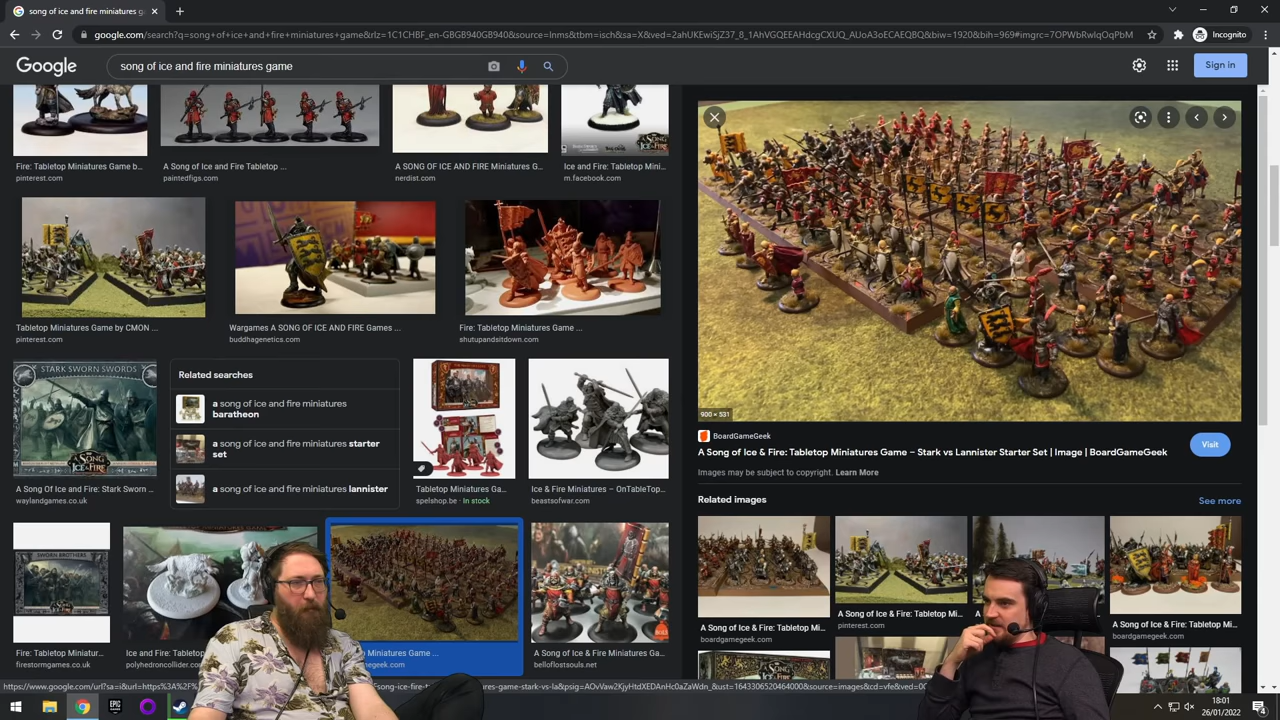 song of ice and fire miniatures g
google.com/search?q=song+of+ice+and+fire+miniatures+game&rlz=1C1CHBF_en-GBGB940GB940&source=lnms&tbm=isch&sa=X&ved=2ahUKEwiSjZ37_8_1AhVGQEEAHdcgCXUQ_AUoA3oECAEQBQ&biw=1920&bih=969#imgrc=7OPWbRwlqOqPbM
Incognito
Google
song of ice and fire miniatures game
Sign in
Fire: Tabletop Miniatures Game b...
pinterest.com
A Song of Ice and Fire Tabletop ...
paintedfigs.com
A SONG OF ICE AND FIRE Miniatures G...
nerdist.com
Ice and Fire: Tabletop Mini...
m.facebook.com
Tabletop Miniatures Game by CMON ...
pinterest.com
Wargames A SONG OF ICE AND FIRE Games ...
buddhagenetics.com
Fire: Tabletop Miniatures Game ...
shutupandsitdown.com
STARK SWORN SWORDS
ICE & FIRE
A Song Of Ice and Fire: Stark Sworn ...
waylandgames.co.uk
Related searches
a song of ice and fire miniatures
baratheon
a song of ice and fire miniatures starter
set
a song of ice and fire miniatures lannister
Tabletop Miniatures Ga...
spelshop.be · In stock
Ice & Fire Miniatures – OnTableTop...
beastsofwar.com
SWORN BROTHERS
Fire: Tabletop Miniatur...
firestormgames.co.uk
polyhedroncollider.com
Miniatures Game ...
megeek.com
A Song of Ice & Fire Miniatures Ga...
belloflostsouls.net
900 × 531
BoardGameGeek
A Song of Ice & Fire: Tabletop Miniatures Game – Stark vs Lannister Starter Set | Image | BoardGameGeek
Visit
Images may be subject to copyright. Learn More
Related images
See more
A Song of Ice & Fire: Tabletop Mi...
boardgamegeek.com
A Song of Ice & Fire: Tabletop Mi...
pinterest.com
A Song of Ice & Fire: Tabletop Mi...
boardgamegeek.com
18:01
26/01/2022